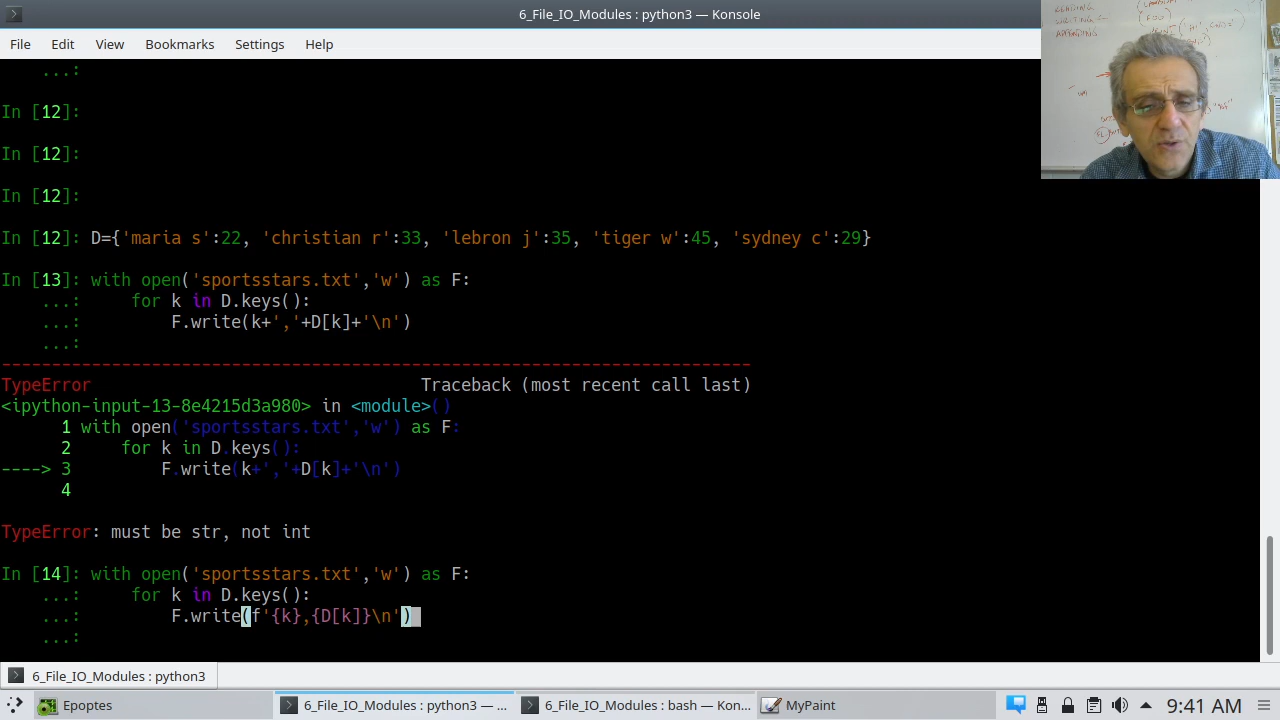 6_File_IO_Modules : python3 — Konsole
File Edit View Bookmarks Settings Help
...:
In [12]:
In [12]:
In [12]:
In [12]: D={'maria s':22, 'christian r':33, 'lebron j':35, 'tiger w':45, 'sydney c':29}
In [13]: with open('sportsstars.txt','w') as F:
...:     for k in D.keys():
...:         F.write(k+','+D[k]+'\n')
...:
---------------------------------------------------------------------------
TypeError                                 Traceback (most recent call last)
<ipython-input-13-8e4215d3a980> in <module>()
      1 with open('sportsstars.txt','w') as F:
      2     for k in D.keys():
----> 3         F.write(k+','+D[k]+'\n')
      4
TypeError: must be str, not int
In [14]: with open('sportsstars.txt','w') as F:
...:     for k in D.keys():
...:         F.write(f'{k},{D[k]}\n')
...:
6_File_IO_Modules : python3
Epoptes
6_File_IO_Modules : python3 — ...
6_File_IO_Modules : bash — Kon...
MyPaint
9:41 AM
READING
WRITING
APPENDING